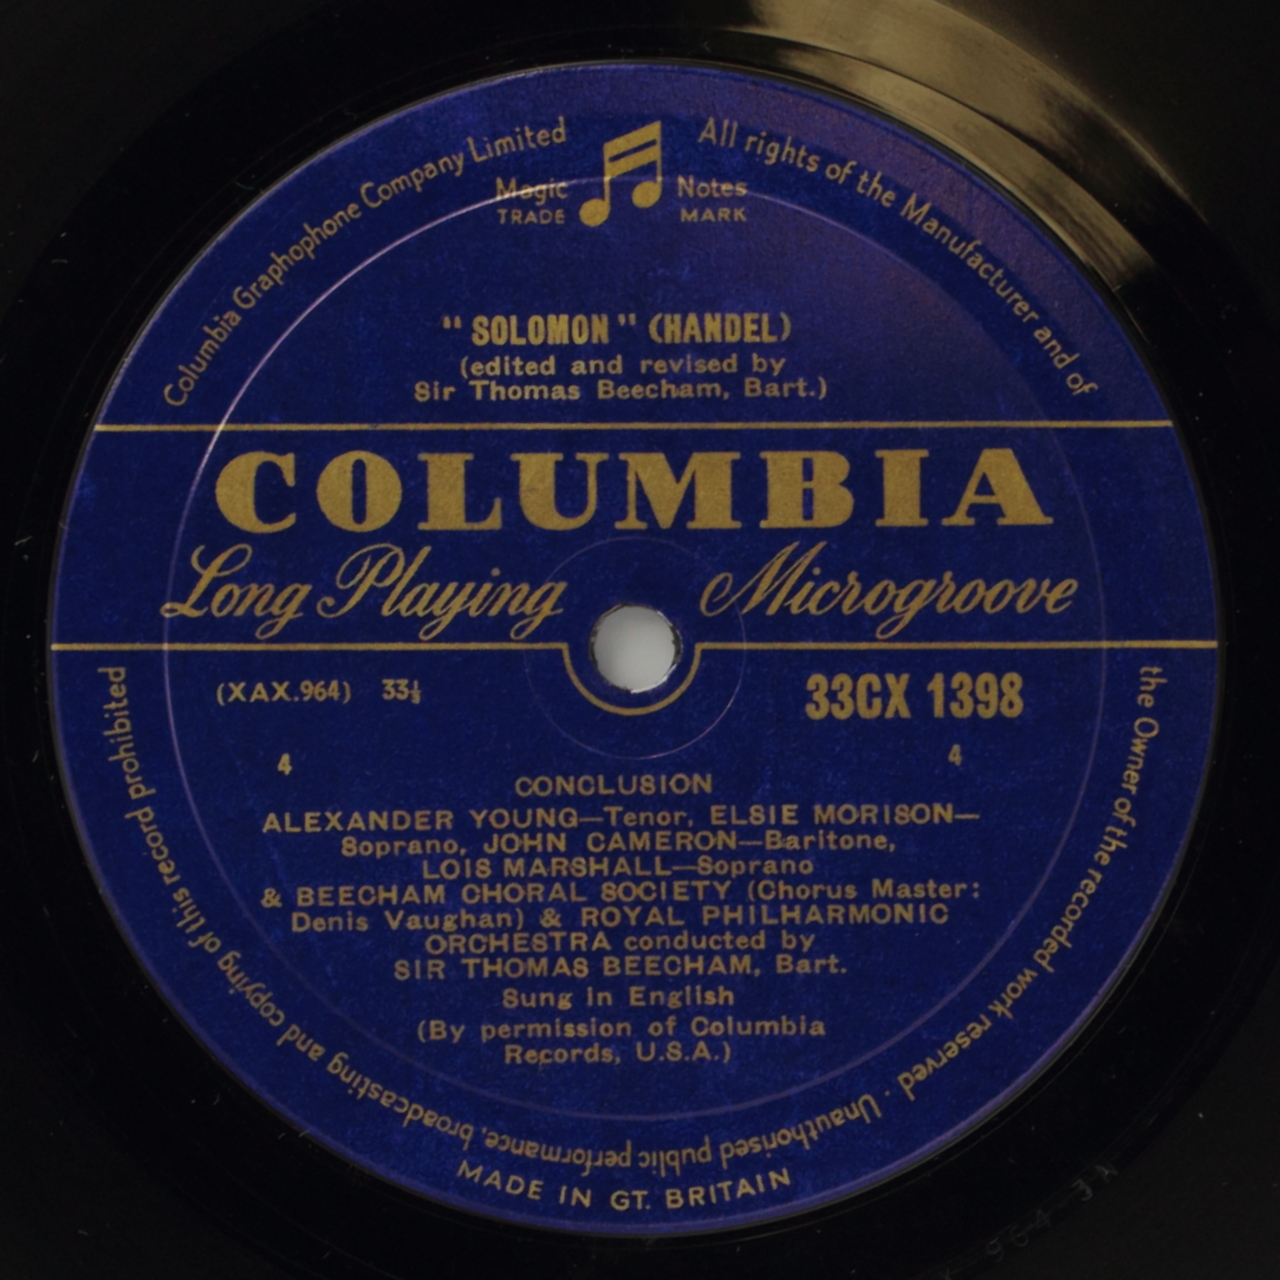 Columbia Graphophone Company Limited
All rights of the Manufacturer and of
the Owner of the recorded work reserved · Unauthorised public performance, broadcasting and copying of this record prohibited
Magic Notes
TRADE MARK
"SOLOMON" (HANDEL)
(edited and revised by
Sir Thomas Beecham, Bart.)
COLUMBIA
Long Playing Microgroove
(XAX.964) 33⅓ 33CX 1398
4 4
CONCLUSION
ALEXANDER YOUNG—Tenor, ELSIE MORISON—
Soprano, JOHN CAMERON—Baritone,
LOIS MARSHALL—Soprano
& BEECHAM CHORAL SOCIETY (Chorus Master:
Denis Vaughan) & ROYAL PHILHARMONIC
ORCHESTRA conducted by
SIR THOMAS BEECHAM, Bart.
Sung in English
(By permission of Columbia
Records, U.S.A.)
MADE IN GT. BRITAIN